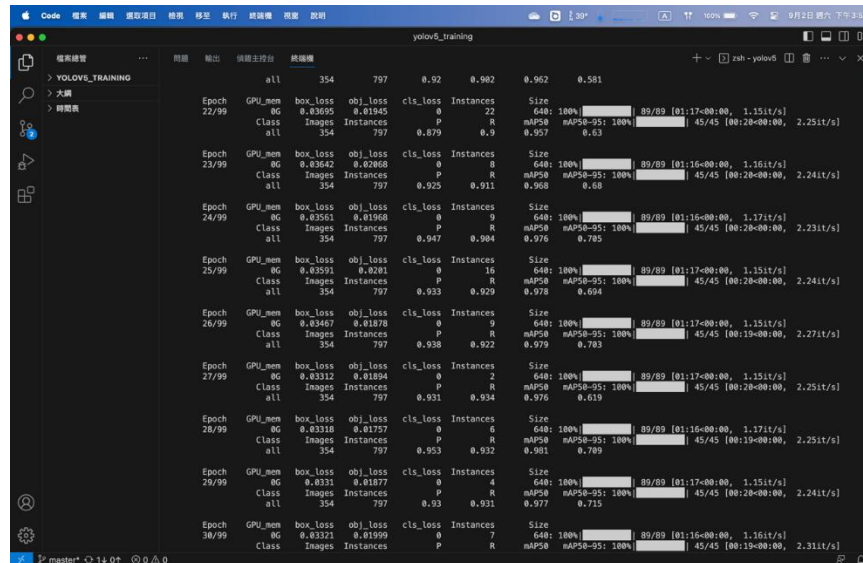 Code 檔案 編輯 選取項目 檢視 移至 執行 終端機 視窗 說明 39° A 100% 9月2日 週六 下午3:5
yolov5_training
檔案總管 ... 問題 輸出 偵錯主控台 終端機 zsh - yolov5
YOLOV5_TRAINING
大綱
時間表
all 354 797 0.92 0.902 0.962 0.581
Epoch GPU_mem box_loss obj_loss cls_loss Instances Size
22/99 0G 0.03695 0.01945 0 22 640: 100%| | 89/89 [01:17<00:00, 1.15it/s]
Class Images Instances P R mAP50 mAP50-95: 100%| | 45/45 [00:20<00:00, 2.25it/s]
all 354 797 0.879 0.9 0.957 0.63
Epoch GPU_mem box_loss obj_loss cls_loss Instances Size
23/99 0G 0.03642 0.02068 0 8 640: 100%| | 89/89 [01:16<00:00, 1.16it/s]
Class Images Instances P R mAP50 mAP50-95: 100%| | 45/45 [00:20<00:00, 2.24it/s]
all 354 797 0.925 0.911 0.968 0.68
Epoch GPU_mem box_loss obj_loss cls_loss Instances Size
24/99 0G 0.03561 0.01968 0 9 640: 100%| | 89/89 [01:16<00:00, 1.17it/s]
Class Images Instances P R mAP50 mAP50-95: 100%| | 45/45 [00:20<00:00, 2.23it/s]
all 354 797 0.947 0.904 0.976 0.705
Epoch GPU_mem box_loss obj_loss cls_loss Instances Size
25/99 0G 0.03591 0.0201 0 16 640: 100%| | 89/89 [01:17<00:00, 1.15it/s]
Class Images Instances P R mAP50 mAP50-95: 100%| | 45/45 [00:20<00:00, 2.24it/s]
all 354 797 0.933 0.929 0.978 0.694
Epoch GPU_mem box_loss obj_loss cls_loss Instances Size
26/99 0G 0.03467 0.01878 0 9 640: 100%| | 89/89 [01:17<00:00, 1.15it/s]
Class Images Instances P R mAP50 mAP50-95: 100%| | 45/45 [00:19<00:00, 2.27it/s]
all 354 797 0.938 0.922 0.979 0.703
Epoch GPU_mem box_loss obj_loss cls_loss Instances Size
27/99 0G 0.03312 0.01894 0 2 640: 100%| | 89/89 [01:17<00:00, 1.15it/s]
Class Images Instances P R mAP50 mAP50-95: 100%| | 45/45 [00:20<00:00, 2.25it/s]
all 354 797 0.931 0.934 0.976 0.619
Epoch GPU_mem box_loss obj_loss cls_loss Instances Size
28/99 0G 0.03318 0.01757 0 6 640: 100%| | 89/89 [01:16<00:00, 1.17it/s]
Class Images Instances P R mAP50 mAP50-95: 100%| | 45/45 [00:19<00:00, 2.25it/s]
all 354 797 0.953 0.932 0.981 0.709
Epoch GPU_mem box_loss obj_loss cls_loss Instances Size
29/99 0G 0.0331 0.01877 0 4 640: 100%| | 89/89 [01:17<00:00, 1.15it/s]
Class Images Instances P R mAP50 mAP50-95: 100%| | 45/45 [00:20<00:00, 2.24it/s]
all 354 797 0.93 0.931 0.977 0.715
Epoch GPU_mem box_loss obj_loss cls_loss Instances Size
30/99 0G 0.03321 0.01999 0 7 640: 100%| | 89/89 [01:16<00:00, 1.16it/s]
Class Images Instances P R mAP50 mAP50-95: 100%| | 45/45 [00:19<00:00, 2.31it/s]
master* 1↓ 0↑ 0 0